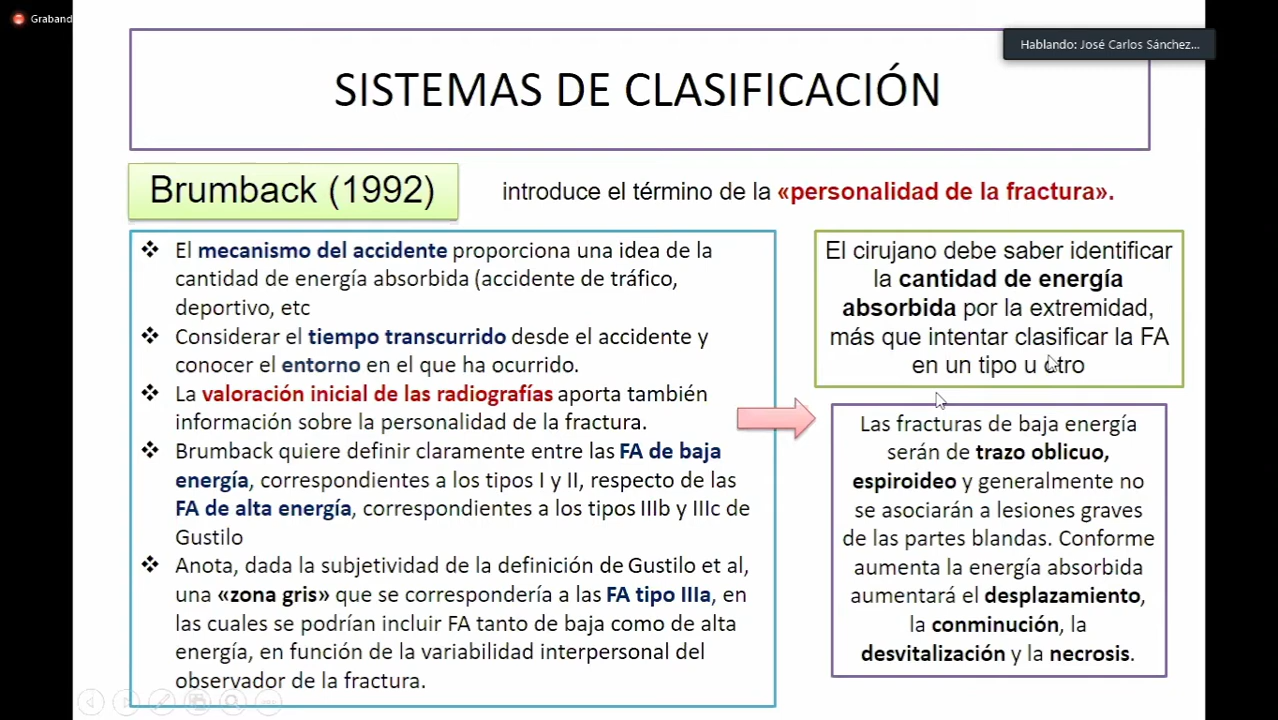 Graband
Hablando: José Carlos Sánchez...
SISTEMAS DE CLASIFICACIÓN
Brumback (1992)
introduce el término de la «personalidad de la fractura».
❖ El mecanismo del accidente proporciona una idea de la
cantidad de energía absorbida (accidente de tráfico,
deportivo, etc
❖ Considerar el tiempo transcurrido desde el accidente y
conocer el entorno en el que ha ocurrido.
❖ La valoración inicial de las radiografías aporta también
información sobre la personalidad de la fractura.
❖ Brumback quiere definir claramente entre las FA de baja
energía, correspondientes a los tipos I y II, respecto de las
FA de alta energía, correspondientes a los tipos IIIb y IIIc de
Gustilo
❖ Anota, dada la subjetividad de la definición de Gustilo et al,
una «zona gris» que se correspondería a las FA tipo IIIa, en
las cuales se podrían incluir FA tanto de baja como de alta
energía, en función de la variabilidad interpersonal del
observador de la fractura.
El cirujano debe saber identificar
la cantidad de energía
absorbida por la extremidad,
más que intentar clasificar la FA
en un tipo u otro
Las fracturas de baja energía
serán de trazo oblicuo,
espiroideo y generalmente no
se asociarán a lesiones graves
de las partes blandas. Conforme
aumenta la energía absorbida
aumentará el desplazamiento,
la conminución, la
desvitalización y la necrosis.